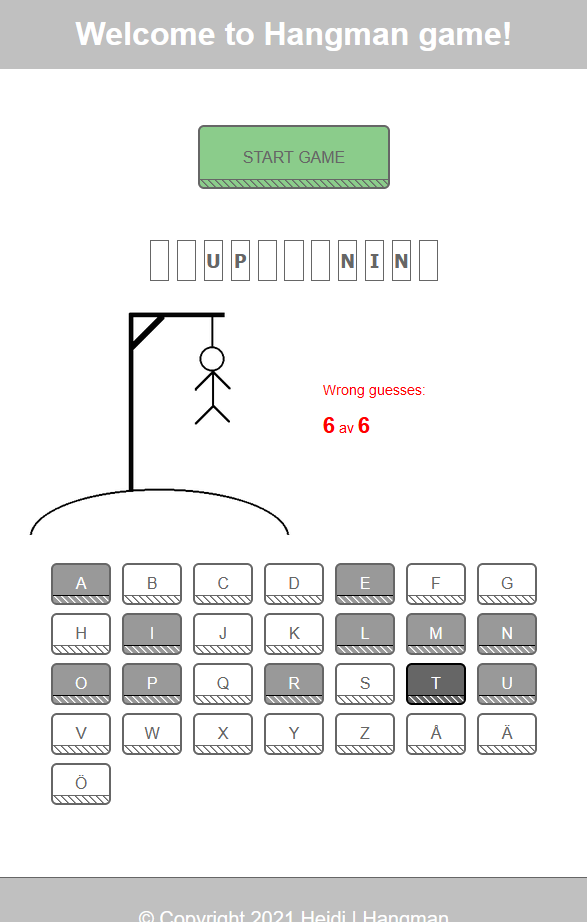 Welcome to Hangman game!
START GAME
U P N I N
Wrong guesses:
6 av 6
A B C D E F G
H I J K L M N
O P Q R S T U
V W X Y Z Å Ä
Ö
© Copyright 2021 Heidi | Hangman